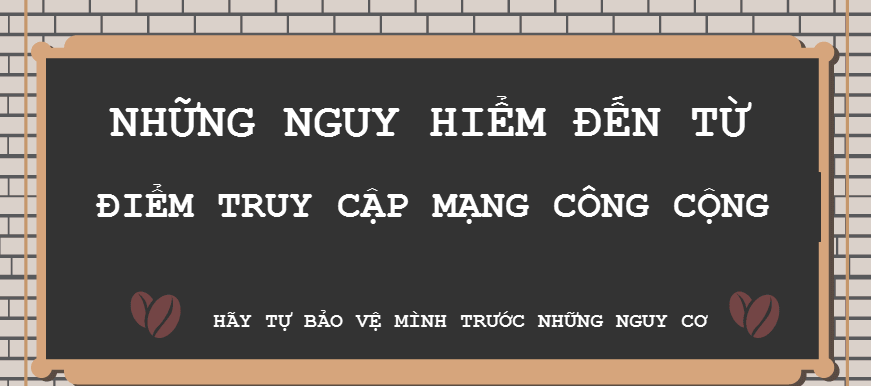 NHỮNG NGUY HIỂM ĐẾN TỪ
ĐIỂM TRUY CẬP MẠNG CÔNG CỘNG
HÃY TỰ BẢO VỆ MÌNH TRƯỚC NHỮNG NGUY CƠ